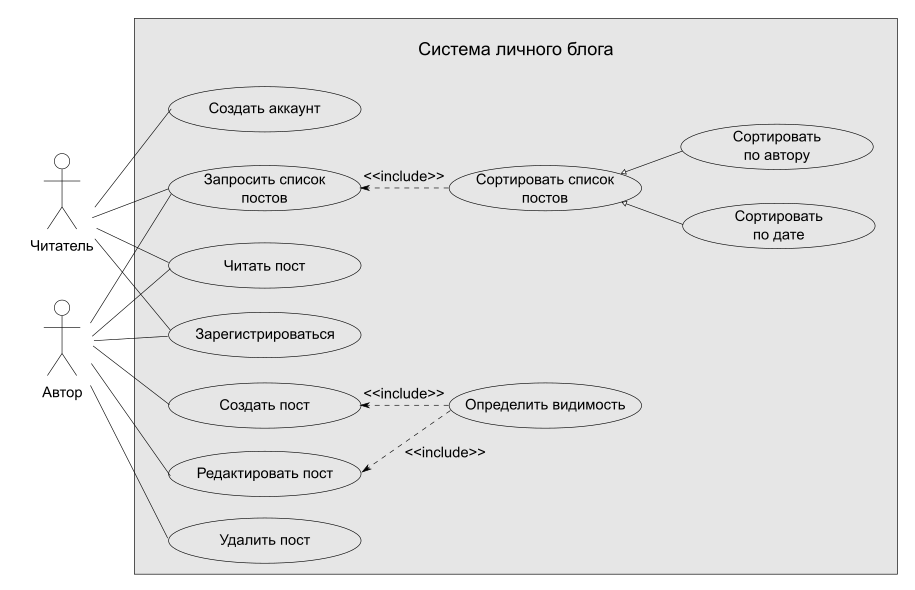 Система личного блога
Создать аккаунт
Сортировать
по автору
Запросить список
постов
<<include>>
Сортировать список
постов
Сортировать
по дате
Читатель
Читать пост
Зарегистрироваться
Автор
Создать пост
<<include>>
Определить видимость
<<include>>
Редактировать пост
Удалить пост